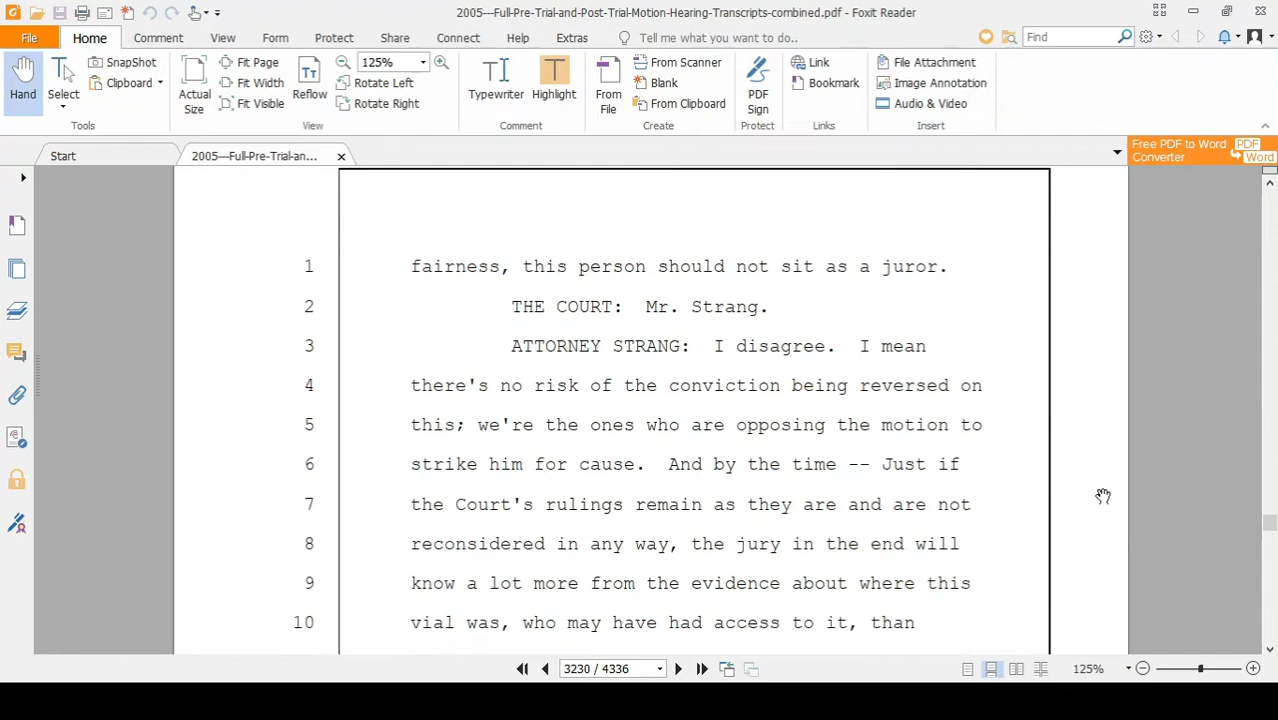 2005---Full-Pre-Trial-and-Post-Trial-Motion-Hearing-Transcripts-combined.pdf - Foxit Reader
File Home Comment View Form Protect Share Connect Help Extras Tell me what you want to do.. Find
Hand
Select
SnapShot
Clipboard
Tools
Actual Size
Fit Page
Fit Width
Fit Visible
Reflow
125%
Rotate Left
Rotate Right
View
Typewriter
Highlight
Comment
From File
From Scanner
Blank
From Clipboard
Create
PDF Sign
Protect
Link
Bookmark
Links
File Attachment
Image Annotation
Audio & Video
Insert
Start
2005---Full-Pre-Trial-an...
Free PDF to Word Converter
PDF
Word
1 fairness, this person should not sit as a juror.
2 THE COURT: Mr. Strang.
3 ATTORNEY STRANG: I disagree. I mean
4 there's no risk of the conviction being reversed on
5 this; we're the ones who are opposing the motion to
6 strike him for cause. And by the time -- Just if
7 the Court's rulings remain as they are and are not
8 reconsidered in any way, the jury in the end will
9 know a lot more from the evidence about where this
10 vial was, who may have had access to it, than
3230 / 4336
125%